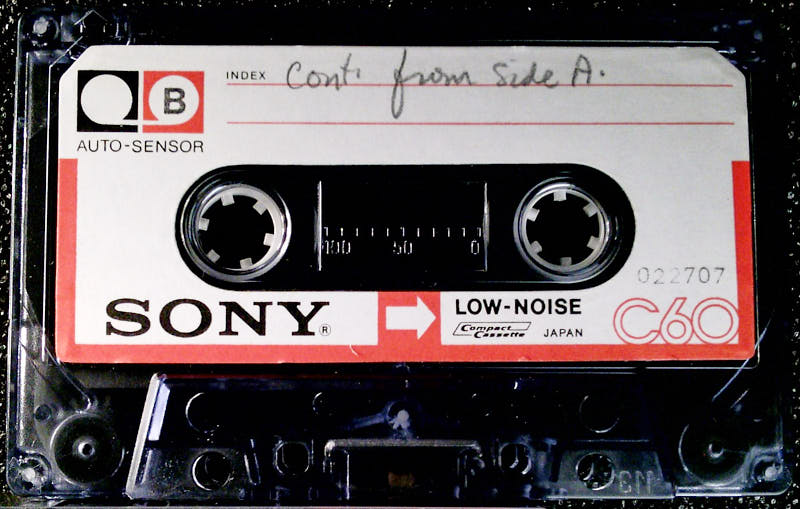 INDEX Cont. from Side A.
B
AUTO-SENSOR
100 50 0
022707
SONY®
LOW-NOISE
Compact Cassette JAPAN
C60